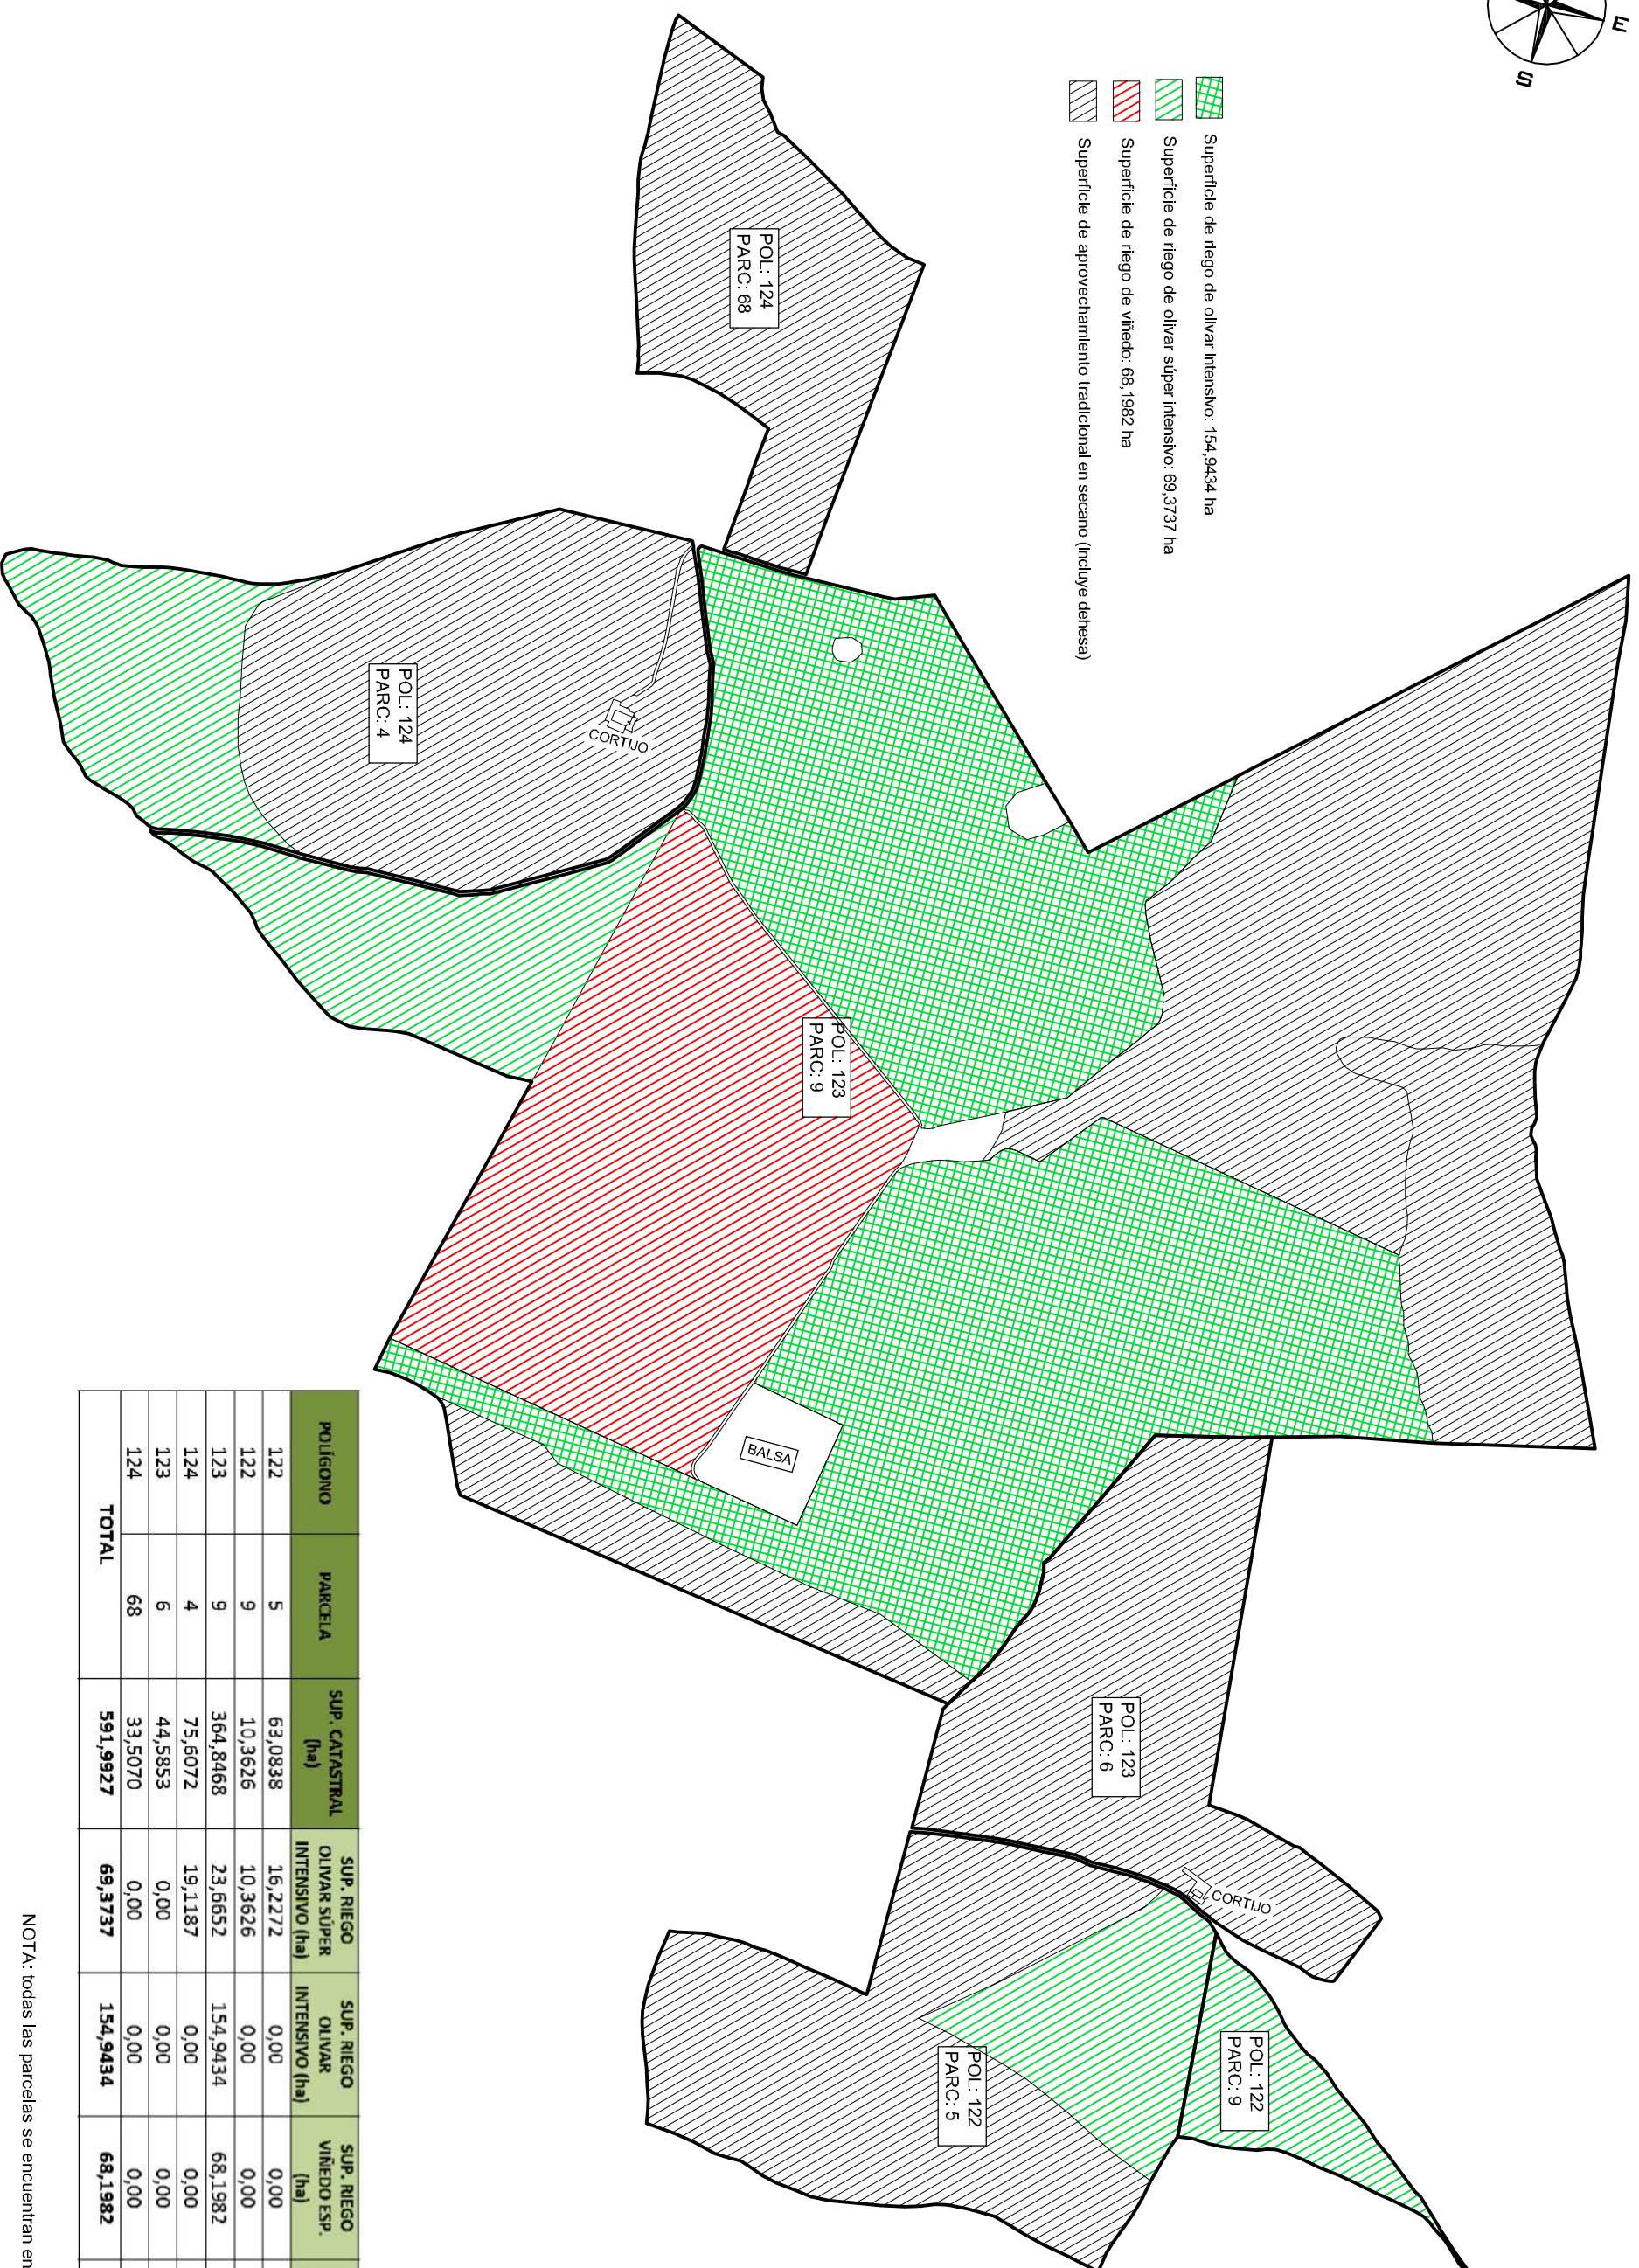 E
S
Superficie de riego de olivar intensivo: 154,9434 ha
Superficie de riego de olivar súper intensivo: 69,3737 ha
Superficie de riego de viñedo: 68,1982 ha
Superficie de aprovechamiento tradicional en secano (incluye dehesa)
POL: 124
PARC: 68
POL: 124
PARC: 4
CORTIJO
POL: 123
PARC: 9
BALSA
POL: 123
PARC: 6
CORTIJO
POL: 122
PARC: 9
POL: 122
PARC: 5
POLÍGONO PARCELA SUP. CATASTRAL (ha) SUP. RIEGO OLIVAR SÚPER INTENSIVO (ha) SUP. RIEGO OLIVAR INTENSIVO (ha) SUP. RIEGO VIÑEDO ESP. (ha)
122 5 63,0838 16,2272 0,00 0,00
122 9 10,3626 10,3626 0,00 0,00
123 9 364,8468 23,6652 154,9434 68,1982
124 4 75,6072 19,1187 0,00 0,00
123 6 44,5853 0,00 0,00 0,00
124 68 33,5070 0,00 0,00 0,00
TOTAL 591,9927 69,3737 154,9434 68,1982
NOTA: todas las parcelas se encuentran en